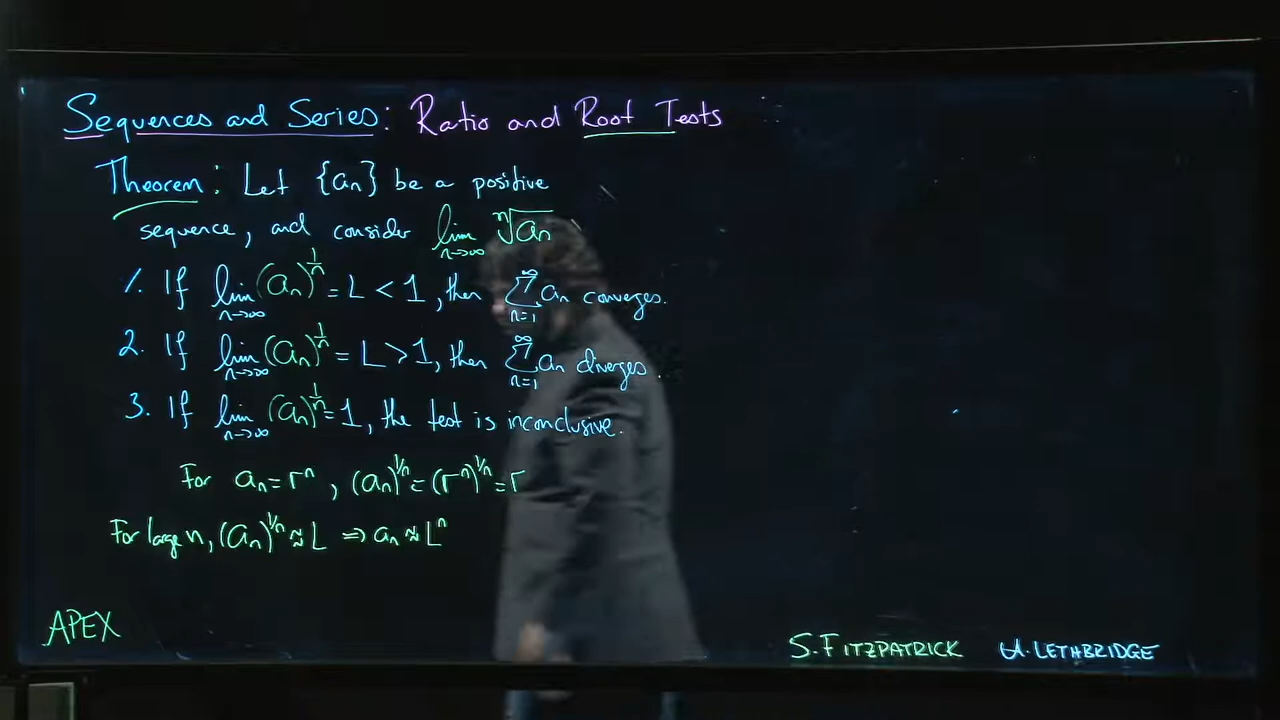 Sequences and Series: Ratio and Root Tests
Theorem: Let {aₙ} be a positive
sequence, and consider lim n→∞ ⁿ√aₙ
1. If lim n→∞ (aₙ)^(1/n) = L < 1, then ∑ n=1 ∞ aₙ converges.
2. If lim n→∞ (aₙ)^(1/n) = L > 1, then ∑ n=1 ∞ aₙ diverges.
3. If lim n→∞ (aₙ)^(1/n) = 1, the test is inconclusive.
For aₙ = rⁿ, (aₙ)^(1/n) = (rⁿ)^(1/n) = r
For large n, (aₙ)^(1/n) ≈ L ⇒ aₙ ≈ Lⁿ
APEX
S. FITZPATRICK U. LETHBRIDGE